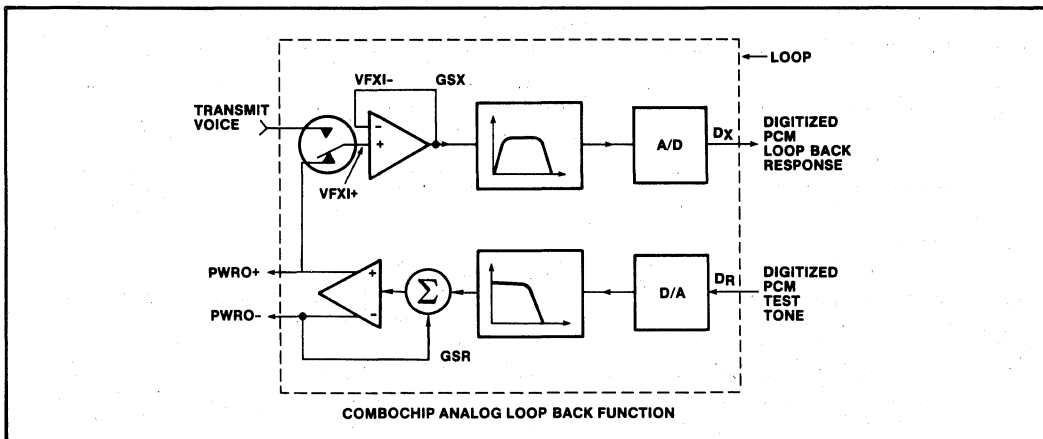 LOOP
VFXI-
GSX
TRANSMIT
VOICE
-
+
VFXI+
A/D
DX
DIGITIZED
PCM
LOOP BACK
RESPONSE
PWRO+
PWRO-
+
-
Σ
GSR
D/A
DR
DIGITIZED
PCM
TEST
TONE
COMBOCHIP ANALOG LOOP BACK FUNCTION